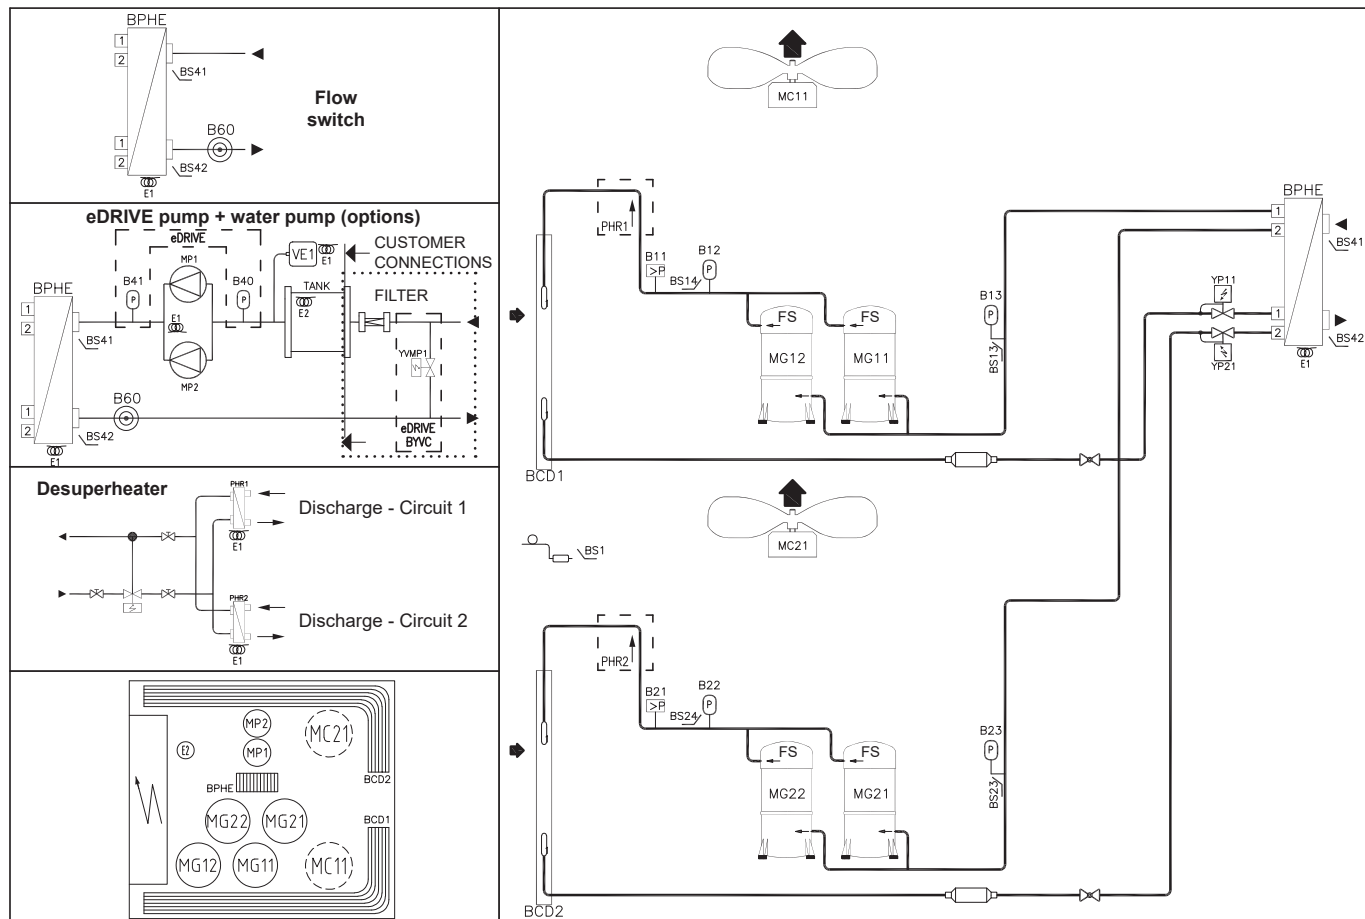 BPHE
1
2
BS41
Flow
switch
B60
1
2
BS42
E1
eDRIVE pump + water pump (options)
eDRIVE
MP1
VE1
E1
CUSTOMER
CONNECTIONS
B41
P
B40
P
TANK
E2
FILTER
BPHE
1
2
E1
BS41
MP2
YVMP1
B60
1
2
BS42
eDRIVE
BYVC
E1
Desuperheater
PHR1
Discharge - Circuit 1
E1
PHR2
Discharge - Circuit 2
E1
MP2
MC21
E2
MP1
BPHE
BCD2
BCD1
MG22
MG21
MG12
MG11
MC11
MC11
PHR1
B11
>P
BS14
B12
P
FS
MG12
FS
MG11
B13
P
BS13
BPHE
1
2
BS41
YP11
1
2
BS42
YP21
E1
BCD1
MC21
BS1
PHR2
B21
>P
BS24
B22
P
FS
MG22
FS
MG21
B23
P
BS23
BCD2